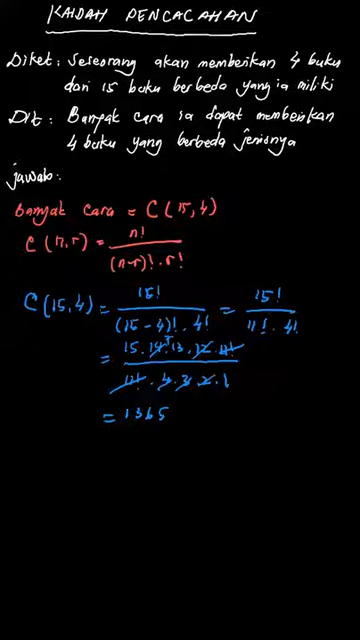 KAIDAH PENCACAHAN
Diket : Seseorang akan memberikan 4 buku
dari 15 buku berbeda yang ia miliki
Dit : Banyak cara ia dapat memberikan
4 buku yang berbeda jenisnya
Jawab :
Banyak cara = C(15,4)
C(n,r) = n! / (n-r)! . r!
C(15,4) = 15! / (15-4)! . 4! = 15! / 11! . 4!
= 15. 14. 13. 12. 11! / 11! . 4. 3. 2. 1
= 1365